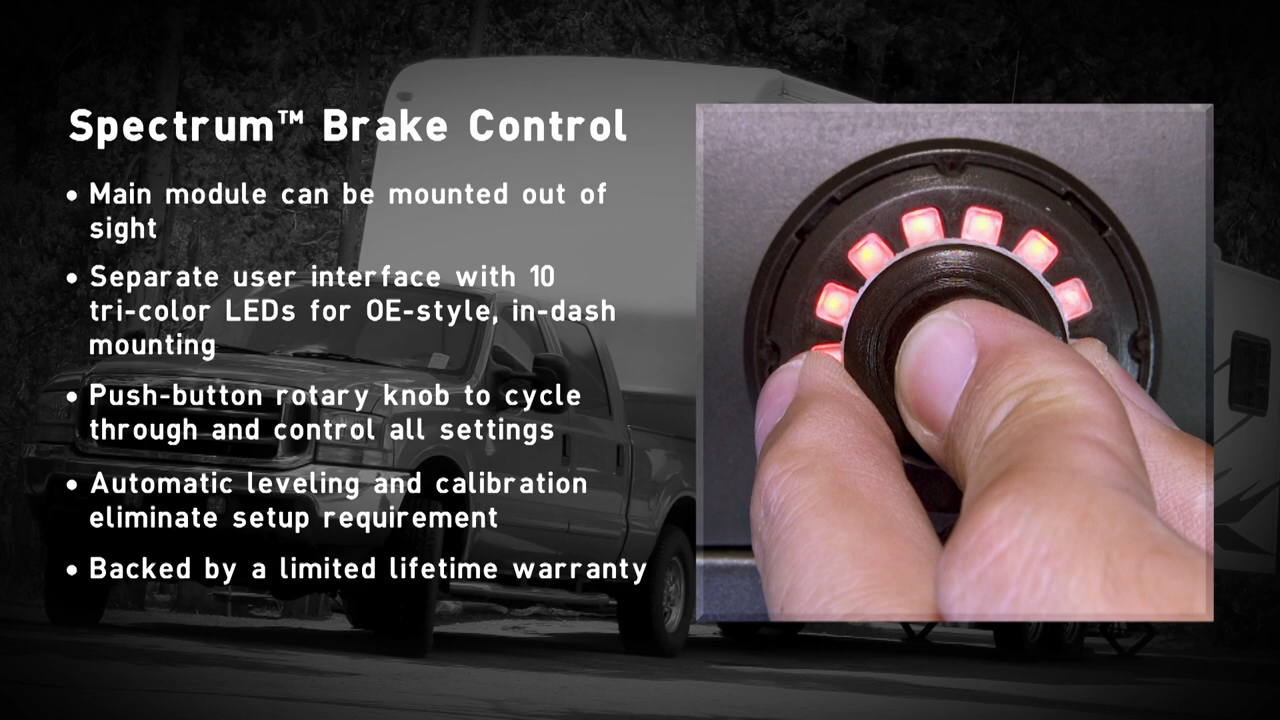 Spectrum™ Brake Control
• Main module can be mounted out of
sight
• Separate user interface with 10
tri-color LEDs for OE-style, in-dash
mounting
• Push-button rotary knob to cycle
through and control all settings
• Automatic leveling and calibration
eliminate setup requirement
• Backed by a limited lifetime warranty